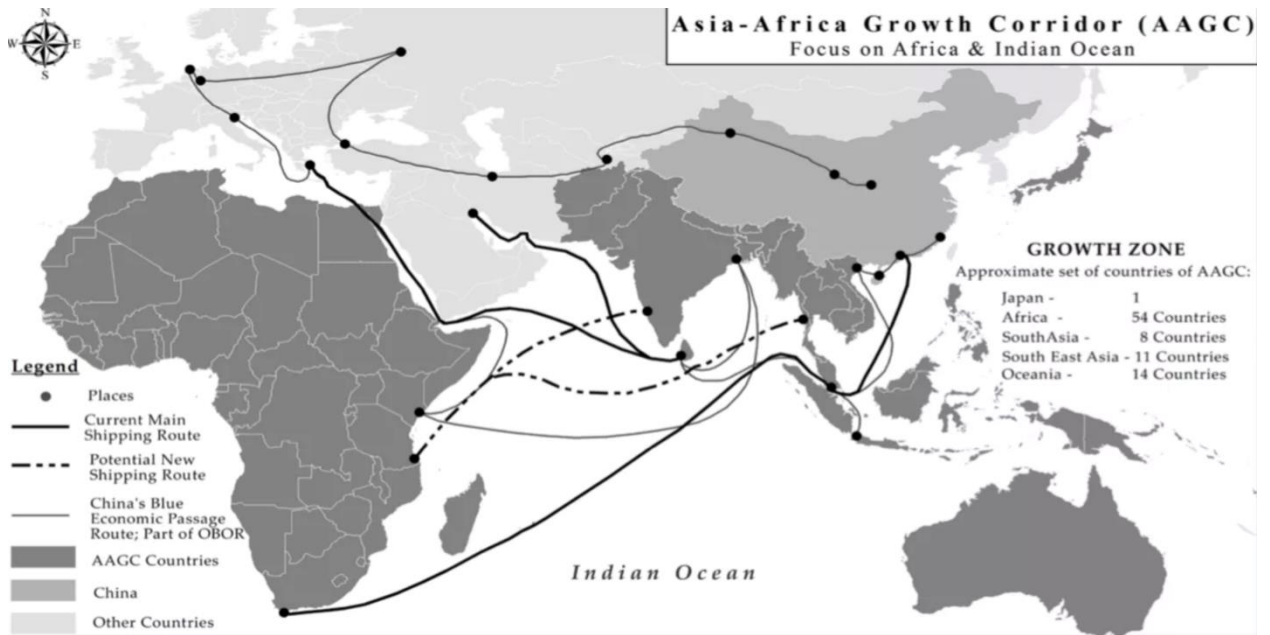 N
W
E
S
Asia-Africa Growth Corridor (AAGC)
Focus on Africa & Indian Ocean
GROWTH ZONE
Approximate set of countries of AAGC:
Japan - 1
Africa - 54 Countries
SouthAsia - 8 Countries
South East Asia - 11 Countries
Oceania - 14 Countries
Legend
Places
Current Main
Shipping Route
Potential New
Shipping Route
China's Blue
Economic Passage
Route; Part of OBOR
AAGC Countries
China
Other Countries
Indian Ocean